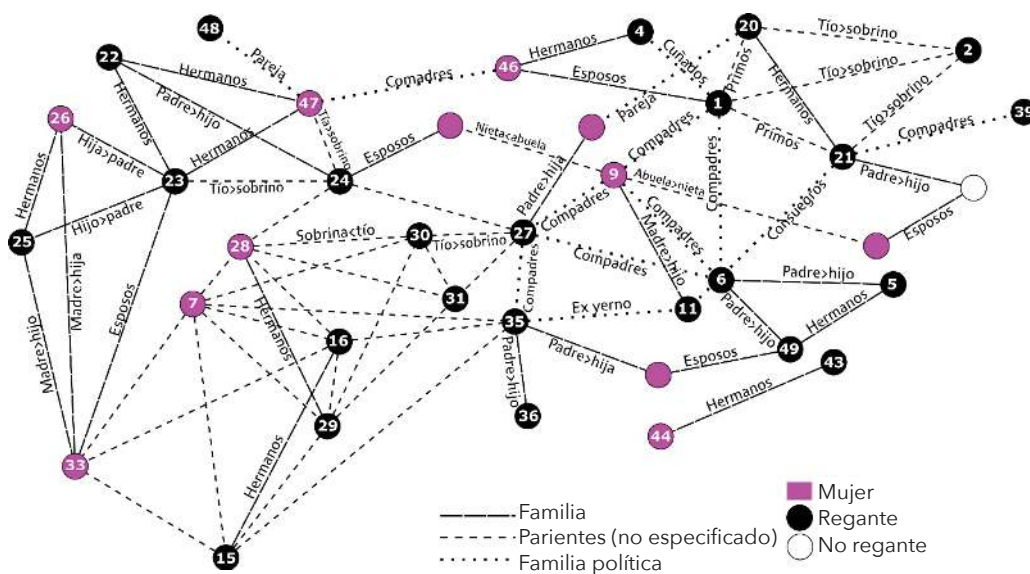 48
22
Pareja
Hermanos
47
Hermanos
Padre>hijo
Hermanos
Tío>sobrino
26
Hija>padre
23
Tío>sobrino
24
Esposos
Hermanos
Hijo>padre
25
Madre>hija
Esposos
Madre>hijo
33
Comadres
46
Hermanos
4
Esposos
Cuñados
1
Primos
20
Tío>sobrino
2
Tío>sobrino
Hermanos
Tío>sobrino
Primos
Pareja
Compadres
39
Compadres
21
Padre>hijo
Esposos
Nieta<abuela
9
Abuela>nieta
Compadres
Consuegros
Compadres
Madre>hijo
Padre>hija
Compadres
28
Sobrina<tío
30
Tío>sobrino
27
Compadres
Compadres
6
Padre>hijo
5
Padre>hijo
Hermanos
7
Hermanos
31
35
Ex yerno
11
16
Padre>hija
Esposos
49
43
Padre>hijo
36
Hermanos
44
29
Hermanos
15
Familia
Parientes (no especificado)
Familia política
Mujer
Regante
No regante